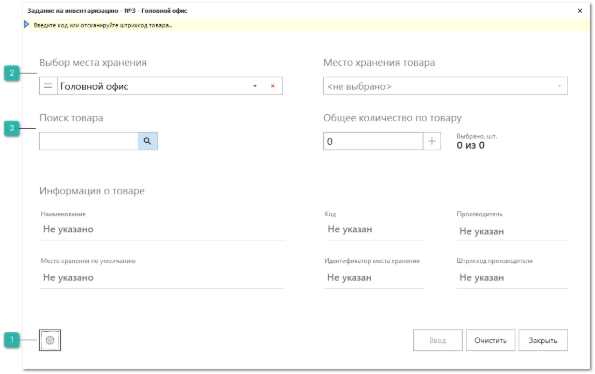 Задание на инвентаризацию - №3 - Головной офис
Введите код или отсканируйте штрихкод товара..
Выбор места хранения
Место хранения товара
2
Головной офис
<не выбрано>
Поиск товара
Общее количество по товару
3
0
Выбрано, шт.
0 из 0
Информация о товаре
Наименование
Код
Производитель
Не указано
Не указан
Не указан
Место хранения по умолчанию
Идентификатор места хранения
Штрихкод производителя
Не указано
Не указан
Не указан
1
Ввод
Очистить
Закрыть